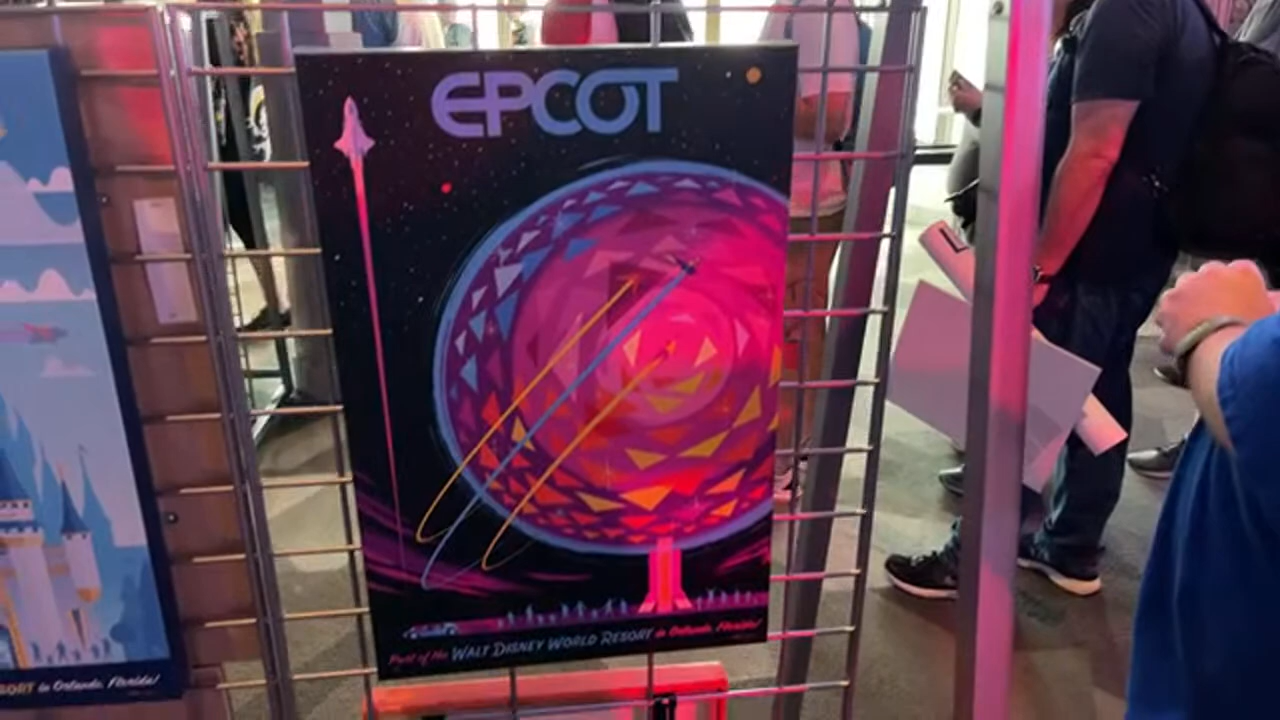 EPCOT
Part of the WALT DISNEY WORLD RESORT in Orlando, Florida!
ORT in Orlando, Florida!